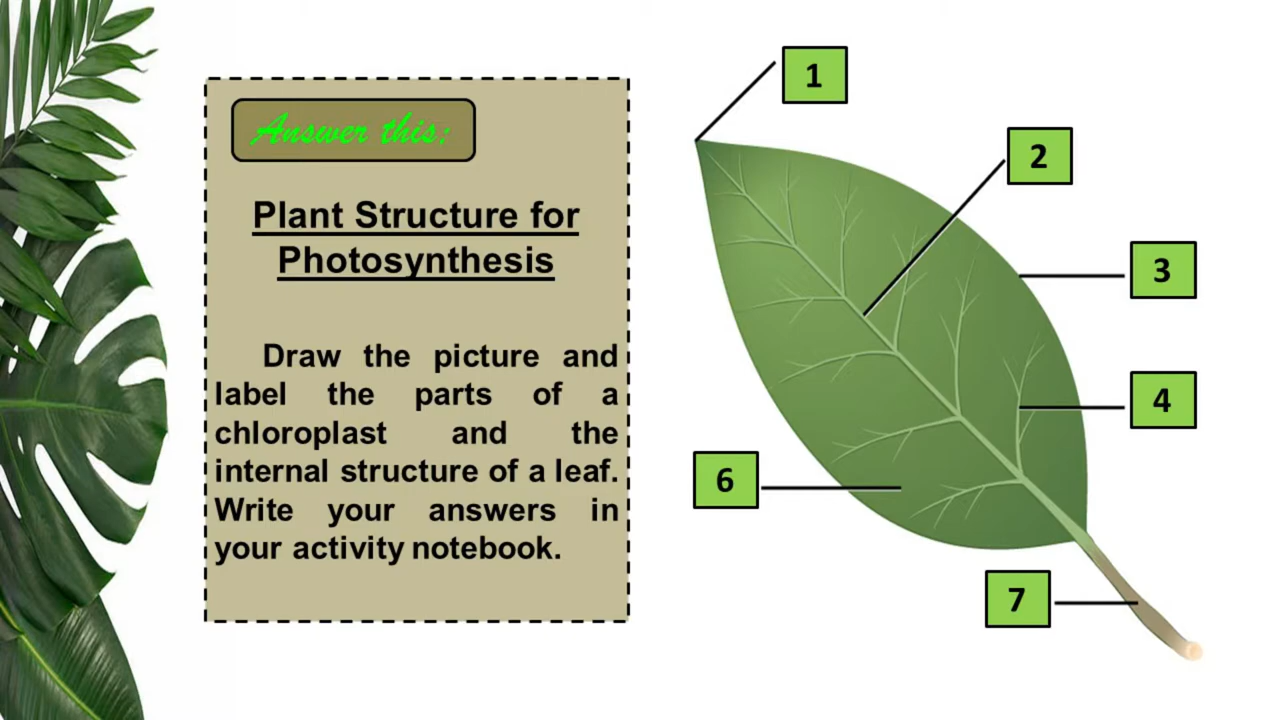 Answer this:
Plant Structure for
Photosynthesis
Draw the picture and
label the parts of a
chloroplast and the
internal structure of a leaf.
Write your answers in
your activity notebook.
1
2
3
4
6
7